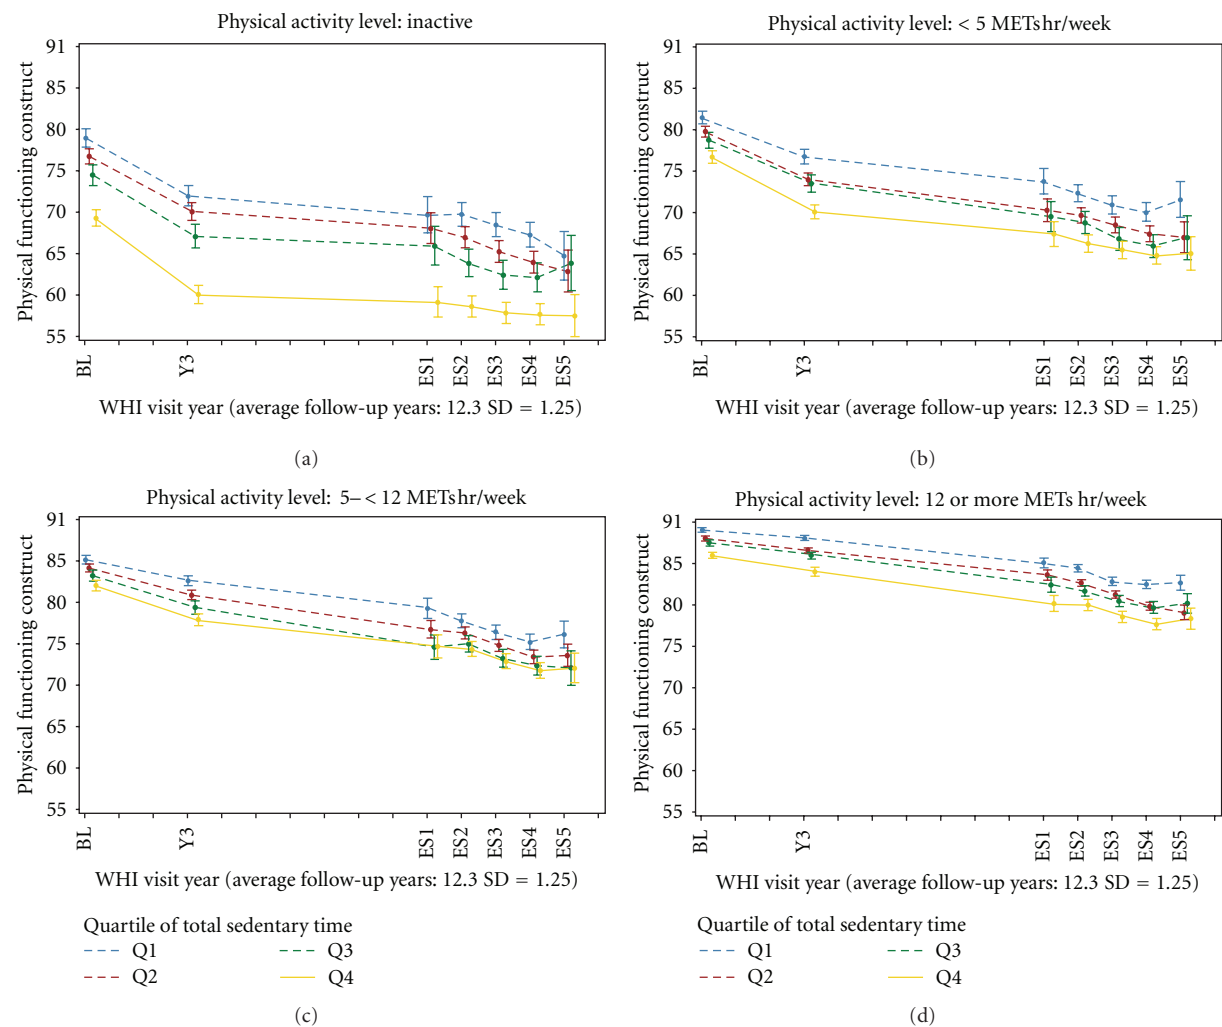 Physical activity level: inactive
Physical functioning construct
91
85
80
75
70
65
60
55
BL
Y3
ES1
ES2
ES3
ES4
ES5
WHI visit year (average follow-up years: 12.3 SD = 1.25)
(a)
Physical activity level: < 5 METshr/week
Physical functioning construct
91
85
80
75
70
65
60
55
BL
Y3
ES1
ES2
ES3
ES4
ES5
WHI visit year (average follow-up years: 12.3 SD = 1.25)
(b)
Physical activity level: 5–< 12 METshr/week
Physical functioning construct
91
85
80
75
70
65
60
55
BL
Y3
ES1
ES2
ES3
ES4
ES5
WHI visit year (average follow-up years: 12.3 SD = 1.25)
Quartile of total sedentary time
Q1
Q3
Q2
Q4
(c)
Physical activity level: 12 or more METs hr/week
Physical functioning construct
91
85
80
75
70
65
60
55
BL
Y3
ES1
ES2
ES3
ES4
ES5
WHI visit year (average follow-up years: 12.3 SD = 1.25)
Quartile of total sedentary time
Q1
Q3
Q2
Q4
(d)